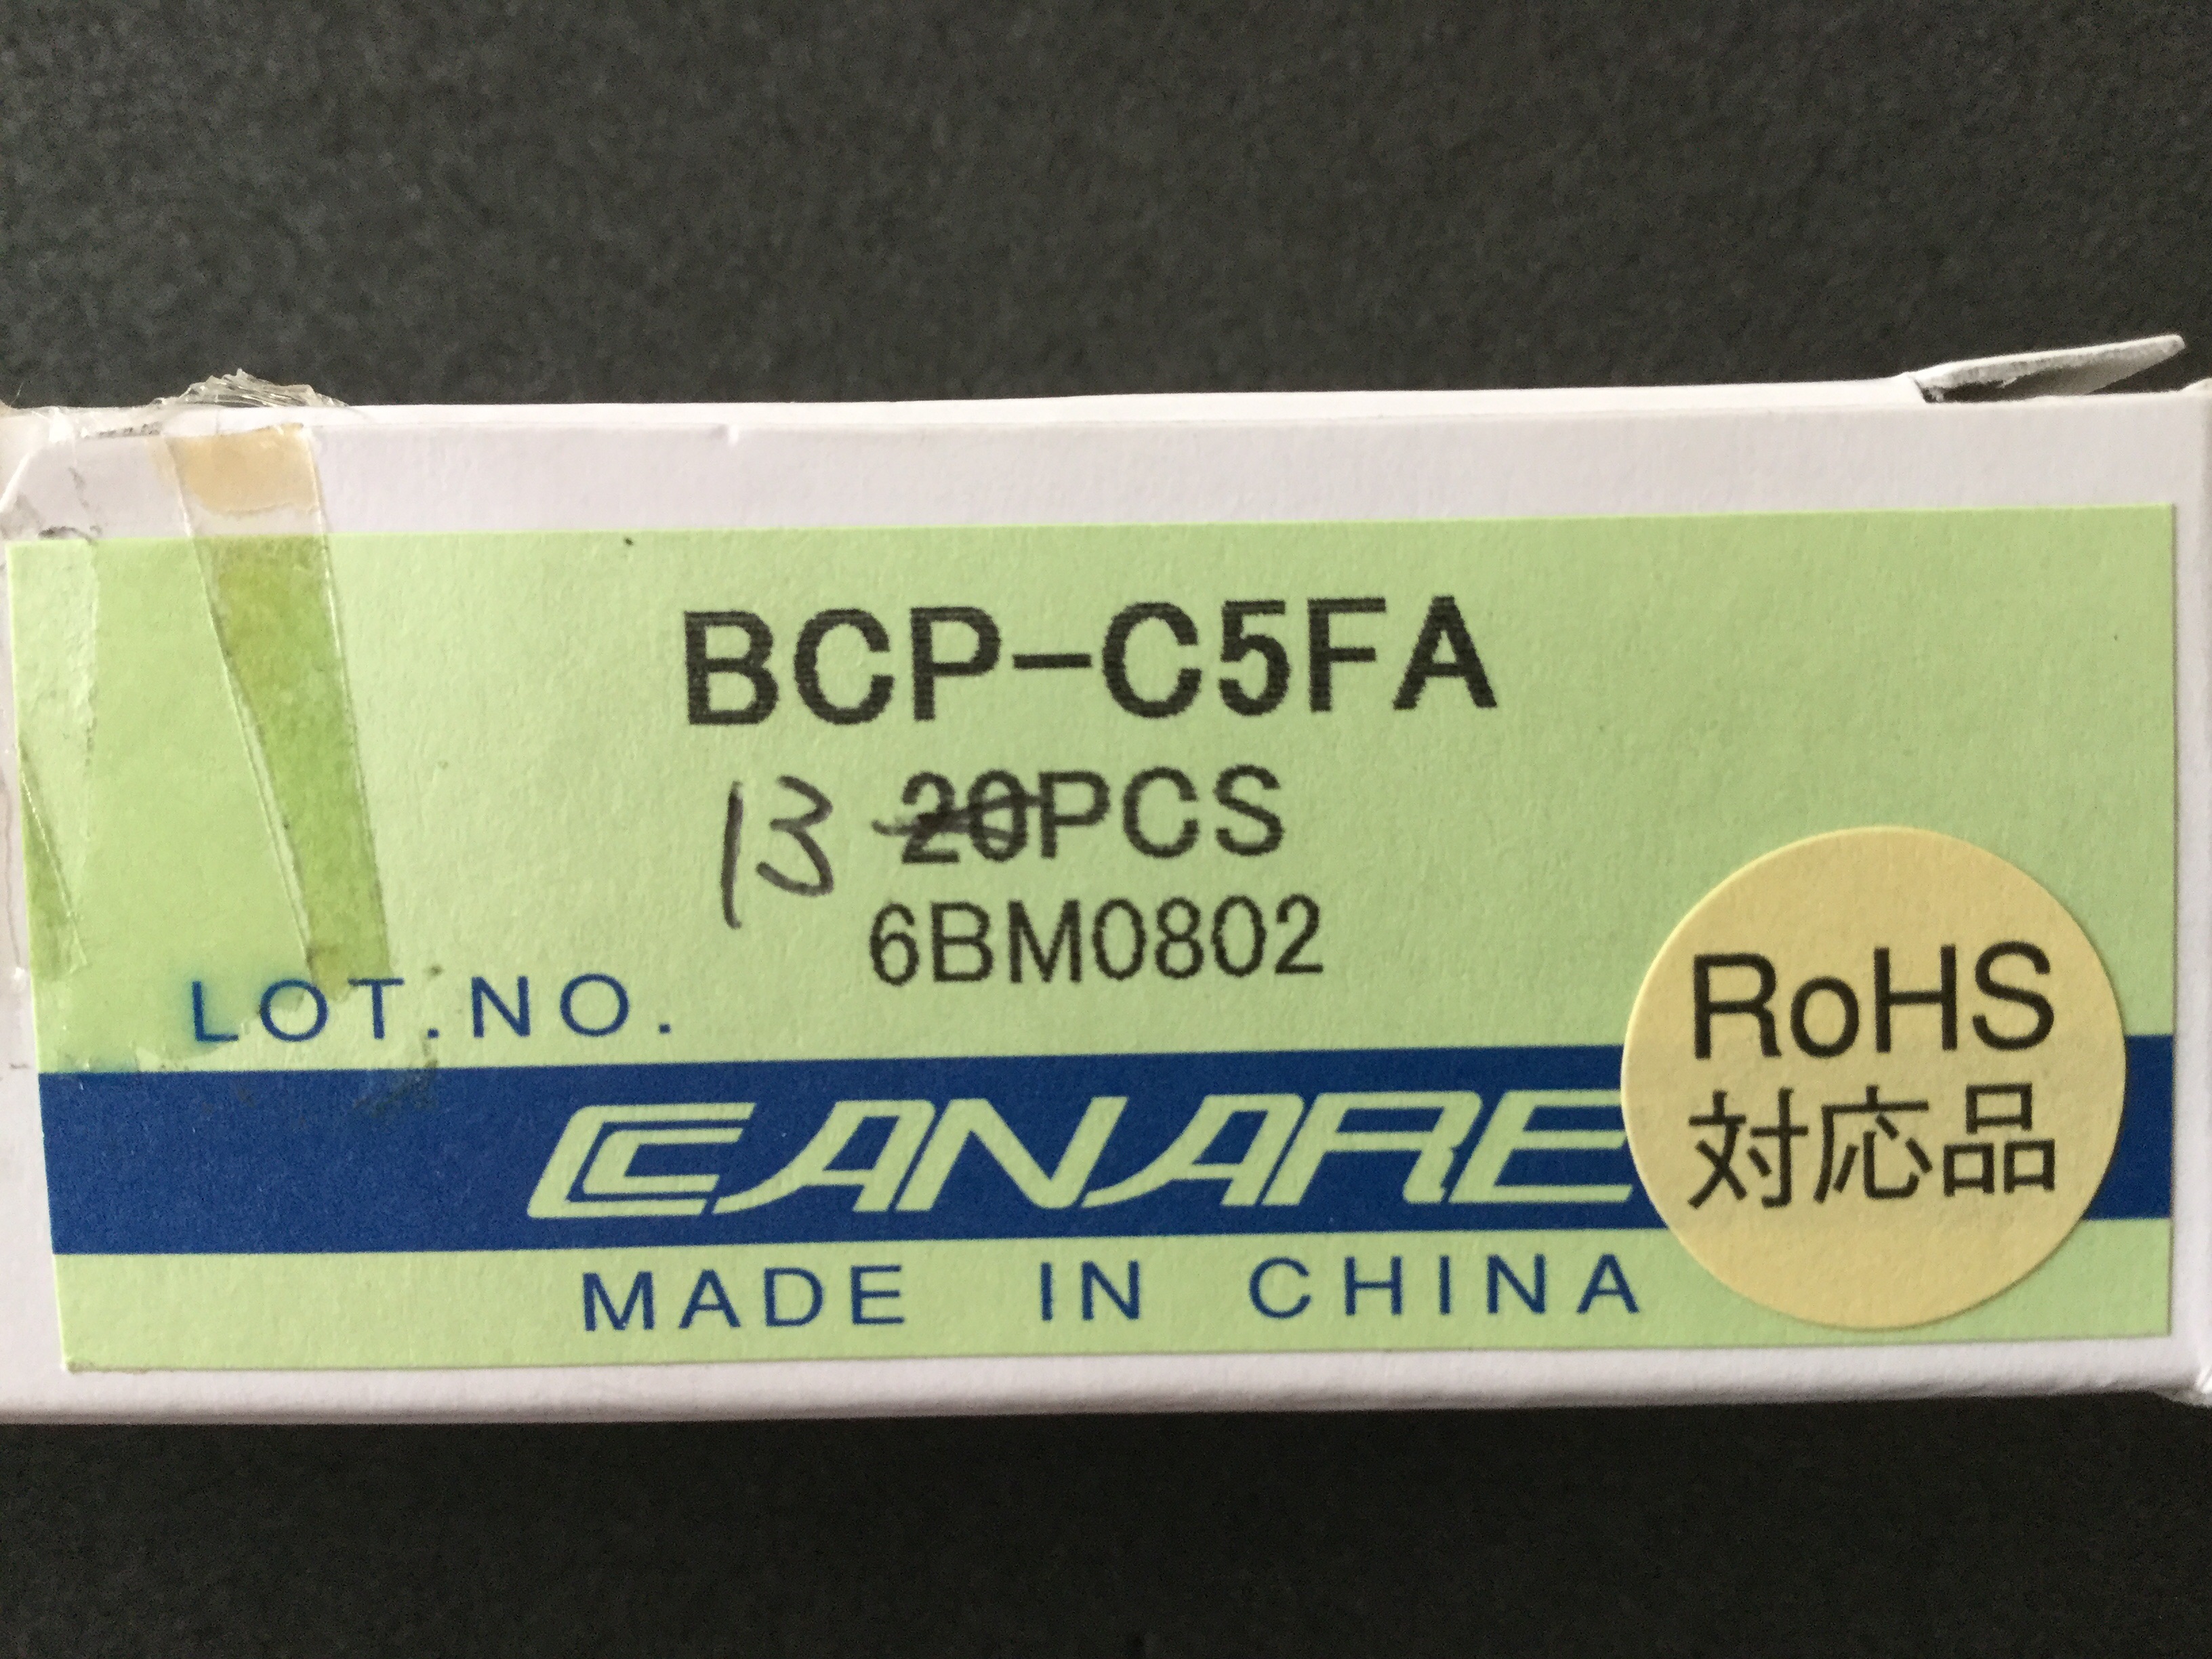 BCP-C5FA
13 20PCS
6BM0802
LOT.NO.
CANARE
MADE IN CHINA
RoHS
対応品